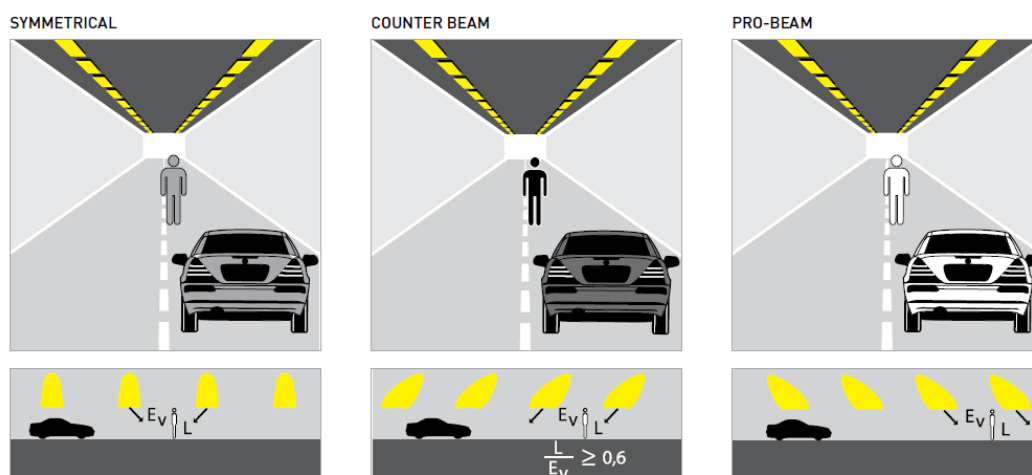 SYMMETRICAL
COUNTER BEAM
PRO-BEAM
Ev
L
Ev
L
L
Ev
≥ 0,6
Ev
L